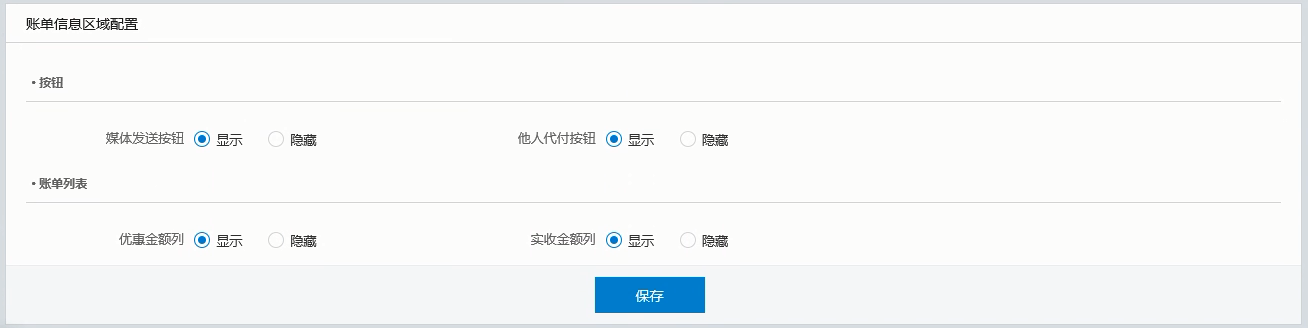 账单信息区域配置
• 按钮
媒体发送按钮 显示 隐藏 他人代付按钮 显示 隐藏
• 账单列表
优惠金额列 显示 隐藏 实收金额列 显示 隐藏
保存